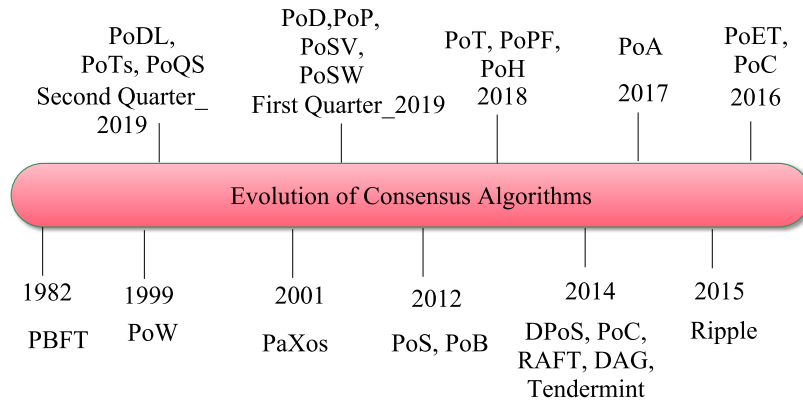 PoDL,
PoTs, PoQS
Second Quarter_
2019
PoD,PoP,
PoSV,
PoSW
First Quarter_2019
PoT, PoPF,
PoH
2018
PoA
2017
PoET,
PoC
2016
Evolution of Consensus Algorithms
1982
PBFT
1999
PoW
2001
PaXos
2012
PoS, PoB
2014
DPoS, PoC,
RAFT, DAG,
Tendermint
2015
Ripple